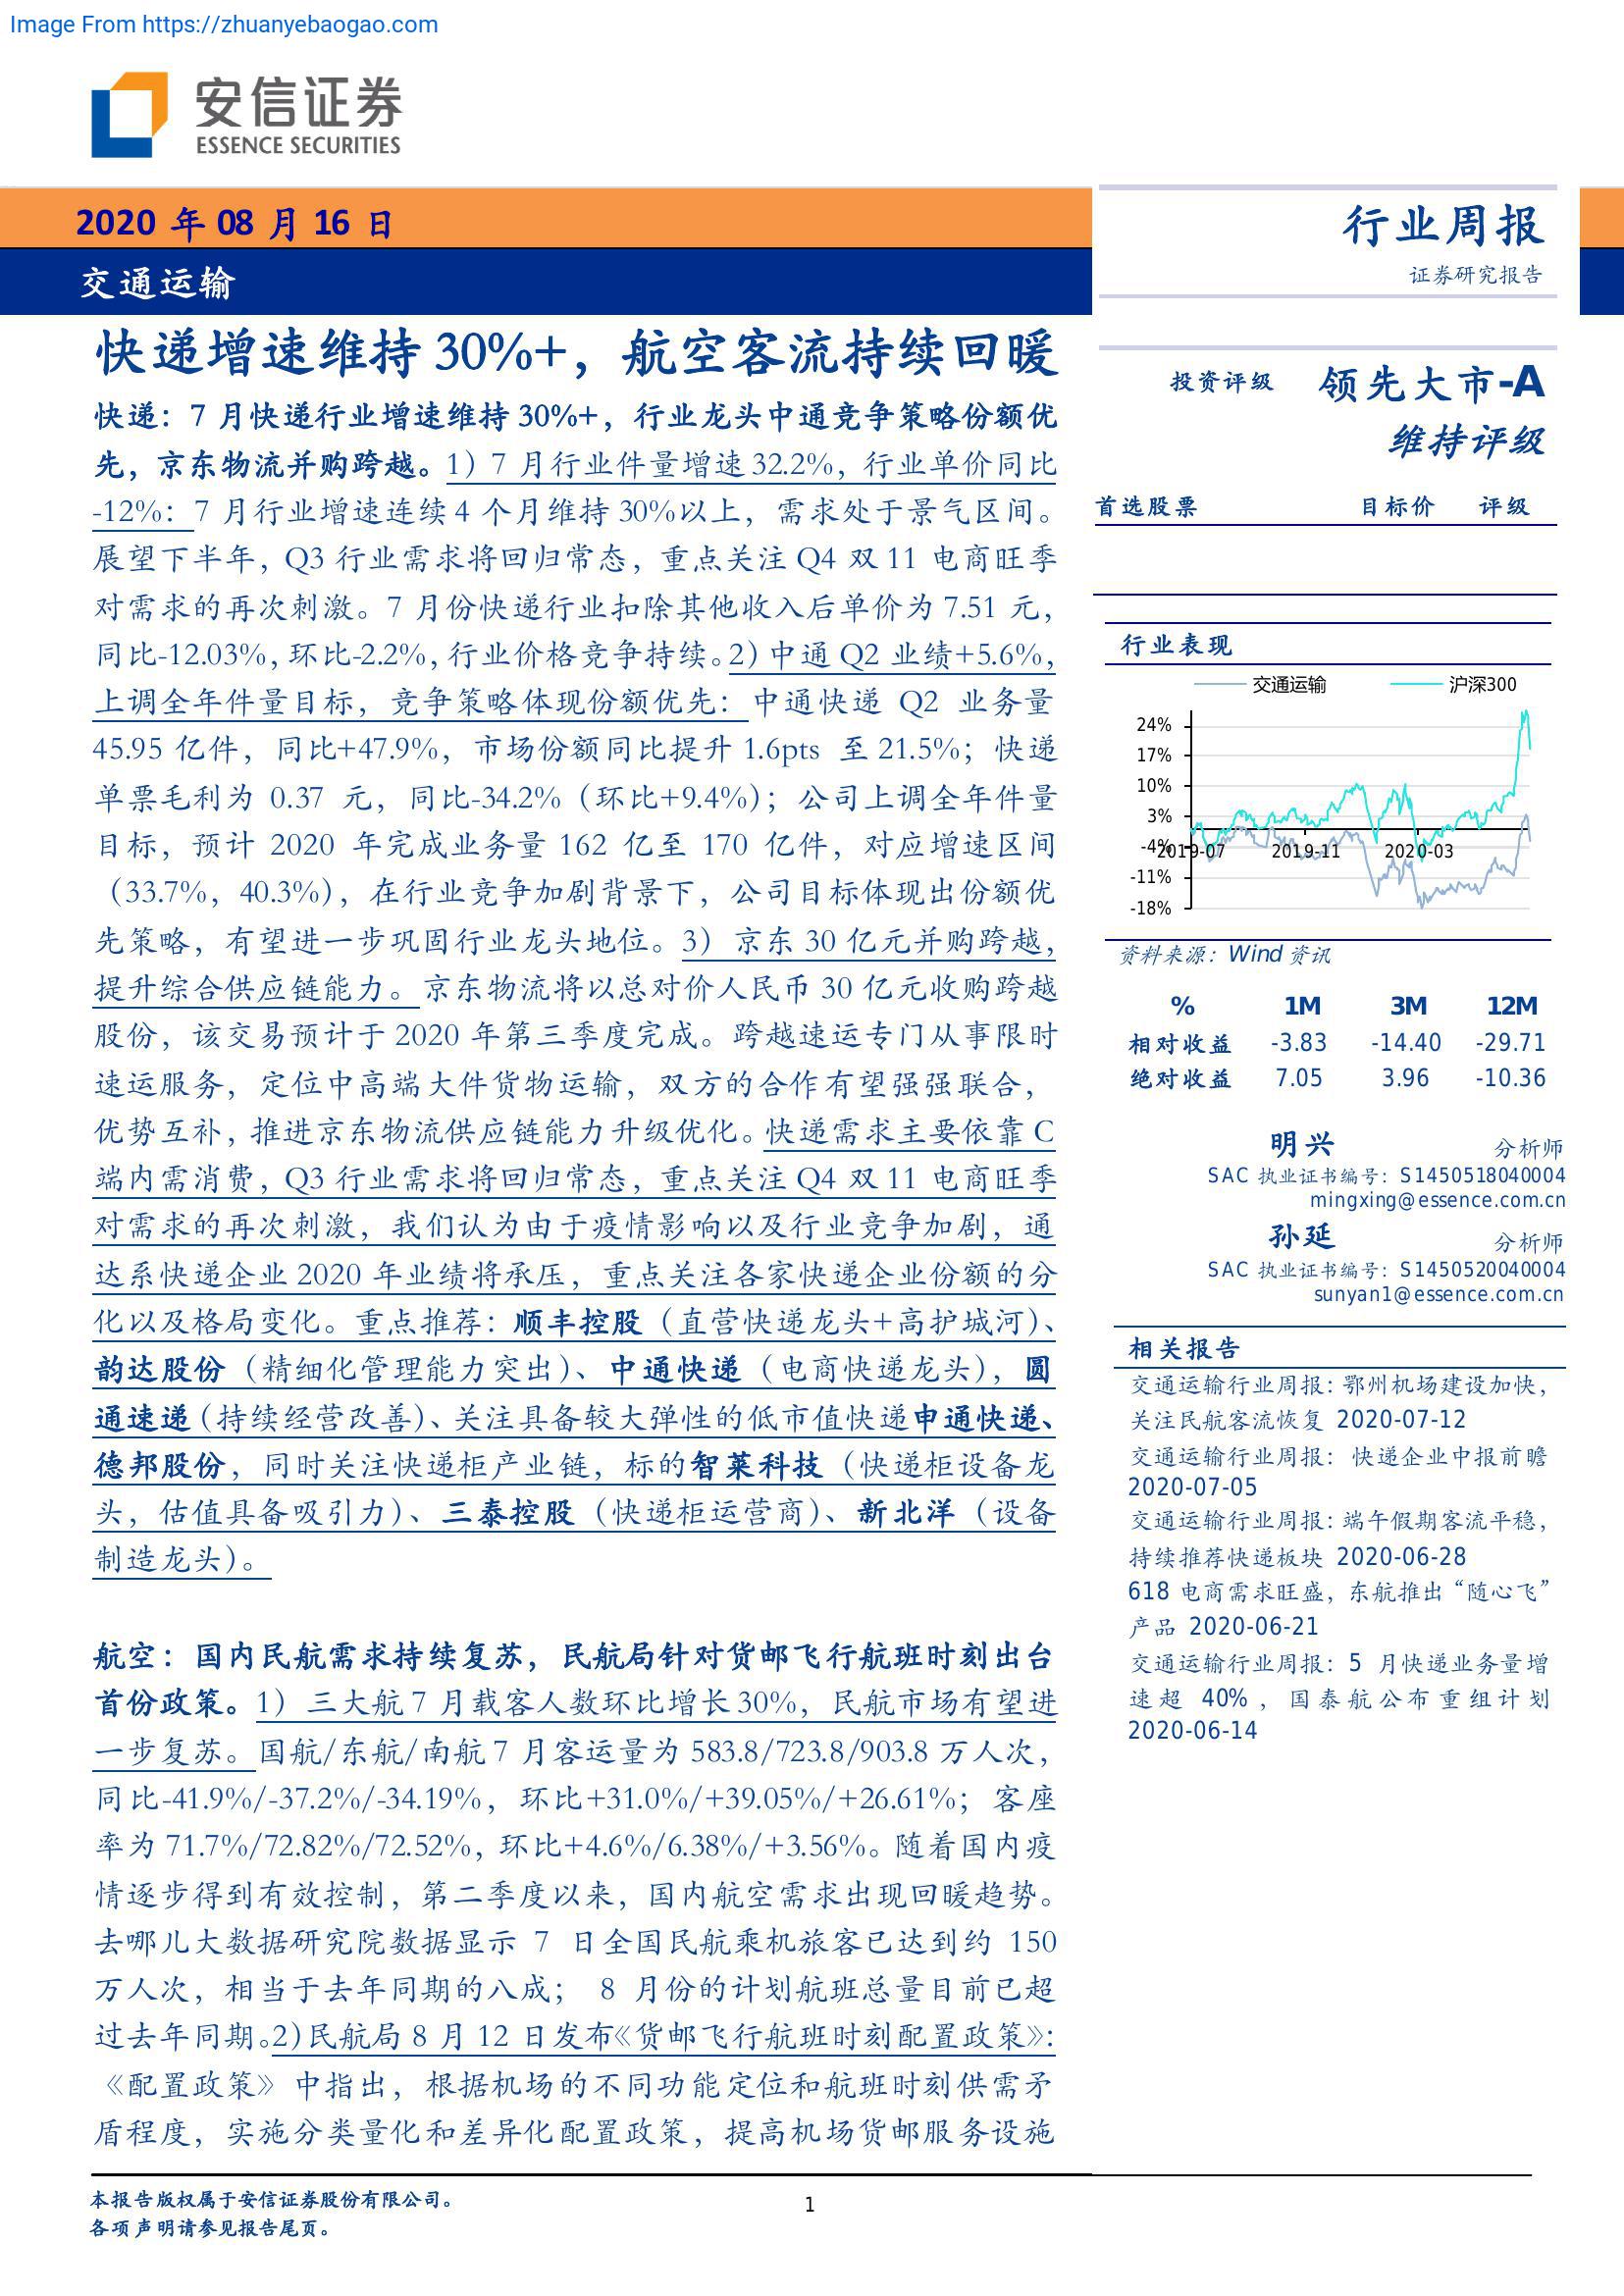 Image From https://zhuanyebaogao.com
安信证券
ESSENCE SECURITIES
2020 年 08 月 16 日
交通运输
行业周报
证券研究报告
快递增速维持 30%+，航空客流持续回暖
快递：7 月快递行业增速维持 30%+，行业龙头中通竞争策略份额优
先，京东物流并购跨越。1）7 月行业件量增速 32.2%，行业单价同比
-12%：7 月行业增速连续 4 个月维持 30%以上，需求处于景气区间。
展望下半年，Q3 行业需求将回归常态，重点关注 Q4 双 11 电商旺季
对需求的再次刺激。7 月份快递行业扣除其他收入后单价为 7.51 元，
同比-12.03%，环比-2.2%，行业价格竞争持续。2）中通 Q2 业绩+5.6%，
上调全年件量目标，竞争策略体现份额优先：中通快递 Q2 业务量
45.95 亿件，同比+47.9%，市场份额同比提升 1.6pts 至 21.5%；快递
单票毛利为 0.37 元，同比-34.2%（环比+9.4%）；公司上调全年件量
目标，预计 2020 年完成业务量 162 亿至 170 亿件，对应增速区间
（33.7%，40.3%），在行业竞争加剧背景下，公司目标体现出份额优
先策略，有望进一步巩固行业龙头地位。3）京东 30 亿元并购跨越，
提升综合供应链能力。京东物流将以总对价人民币 30 亿元收购跨越
股份，该交易预计于 2020 年第三季度完成。跨越速运专门从事限时
速运服务，定位中高端大件货物运输，双方的合作有望强强联合，
优势互补，推进京东物流供应链能力升级优化。快递需求主要依靠 C
端内需消费，Q3 行业需求将回归常态，重点关注 Q4 双 11 电商旺季
对需求的再次刺激，我们认为由于疫情影响以及行业竞争加剧，通
达系快递企业 2020 年业绩将承压，重点关注各家快递企业份额的分
化以及格局变化。重点推荐：顺丰控股（直营快递龙头+高护城河）、
韵达股份（精细化管理能力突出）、中通快递（电商快递龙头），圆
通速递（持续经营改善）、关注具备较大弹性的低市值快递申通快递、
德邦股份，同时关注快递柜产业链，标的智莱科技（快递柜设备龙
头，估值具备吸引力）、三泰控股（快递柜运营商）、新北洋（设备
制造龙头）。
航空：国内民航需求持续复苏，民航局针对货邮飞行航班时刻出台
首份政策。1）三大航 7 月载客人数环比增长 30%，民航市场有望进
一步复苏。国航/东航/南航 7 月客运量为 583.8/723.8/903.8 万人次，
同比-41.9%/-37.2%/-34.19%，环比+31.0%/+39.05%/+26.61%；客座
率为 71.7%/72.82%/72.52%，环比+4.6%/6.38%/+3.56%。随着国内疫
情逐步得到有效控制，第二季度以来，国内航空需求出现回暖趋势。
去哪儿大数据研究院数据显示 7 日全国民航乘机旅客已达到约 150
万人次，相当于去年同期的八成； 8 月份的计划航班总量目前已超
过去年同期。2）民航局 8 月 12 日发布《货邮飞行航班时刻配置政策》：
《配置政策》中指出，根据机场的不同功能定位和航班时刻供需矛
盾程度，实施分类量化和差异化配置政策，提高机场货邮服务设施
投资评级 领先大市-A
维持评级
首选股票 目标价 评级
行业表现
交通运输 沪深300
24%
17%
10%
3%
-4%
-11%
-18%
2019-07 2019-11 2020-03
资料来源：Wind 资讯
% 1M 3M 12M
相对收益 -3.83 -14.40 -29.71
绝对收益 7.05 3.96 -10.36
明兴 分析师
SAC 执业证书编号：S1450518040004
mingxing@essence.com.cn
孙延 分析师
SAC 执业证书编号：S1450520040004
sunyan1@essence.com.cn
相关报告
交通运输行业周报：鄂州机场建设加快，
关注民航客流恢复 2020-07-12
交通运输行业周报：快递企业中报前瞻
2020-07-05
交通运输行业周报：端午假期客流平稳，
持续推荐快递板块 2020-06-28
618 电商需求旺盛，东航推出“随心飞”
产品 2020-06-21
交通运输行业周报：5 月快递业务量增
速超 40%，国泰航公布重组计划
2020-06-14
本报告版权属于安信证券股份有限公司。
各项声明请参见报告尾页。
1